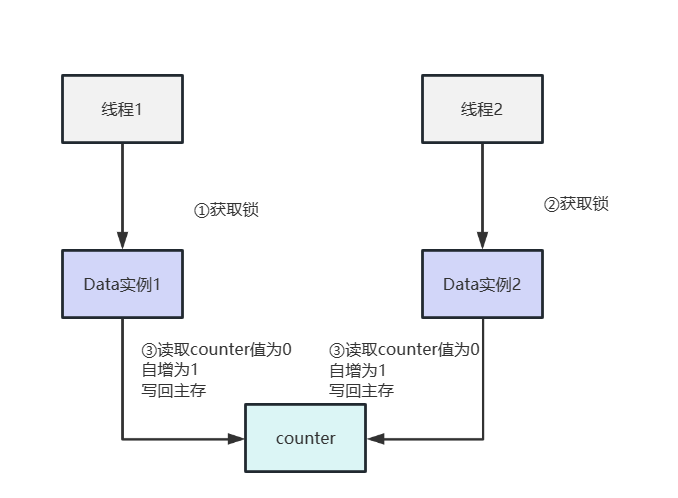 线程1
线程2
①获取锁
②获取锁
Data实例1
Data实例2
③读取counter值为0
自增为1
写回主存
③读取counter值为0
自增为1
写回主存
counter